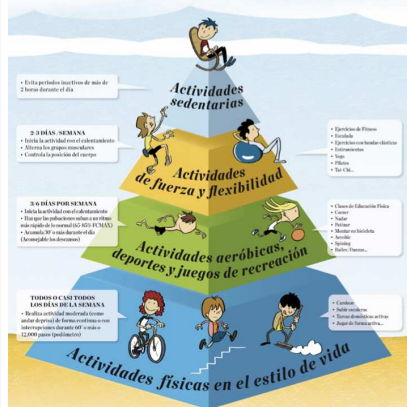 • Evita periodos inactivos de más de
2 horas durante el día
Actividades
sedentarias
2-3 DÍAS /SEMANA
• Inicia la actividad con el calentamiento
• Alterna los grupos musculares
• Controla la posición del cuerpo
Actividades
de fuerza y flexibilidad
• Ejercicios de Fitness
• Escalada
• Ejercicios con bandas elásticas
• Estiramientos
• Yoga
• Pilates
• Tai-Chi...
3-6 DÍAS POR SEMANA
• Inicia la actividad con el calentamiento
• Haz que las pulsaciones suban a un ritmo
más rápido de lo normal (65-85% FCMAX)
• Acumula 30' o más durante el día
(Aconsejable los descansos)
Actividades aeróbicas,
deportes y juegos de recreación
• Clases de Educación Física
• Correr
• Nadar
• Patinar
• Montar en bicicleta
• Aerobic
• Spinning
• Bailes/Danzas...
TODOS O CASI TODOS
LOS DÍAS DE LA SEMANA
• Realiza actividad moderada (como
andar deprisa) de forma continua o con
interrupciones durante 60' o más o
12.000 pasos (podómetro)
• Caminar
• Subir escaleras
• Tareas domésticas activas
• Jugar de forma activa...
Actividades físicas en el estilo de vida